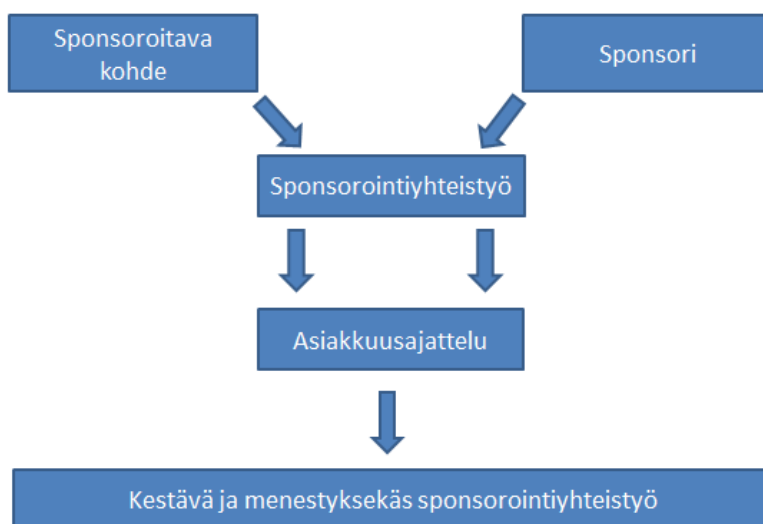 Sponsoroitava
kohde
Sponsori
Sponsorointiyhteistyö
Asiakkuusajattelu
Kestävä ja menestyksekäs sponsorointiyhteistyö